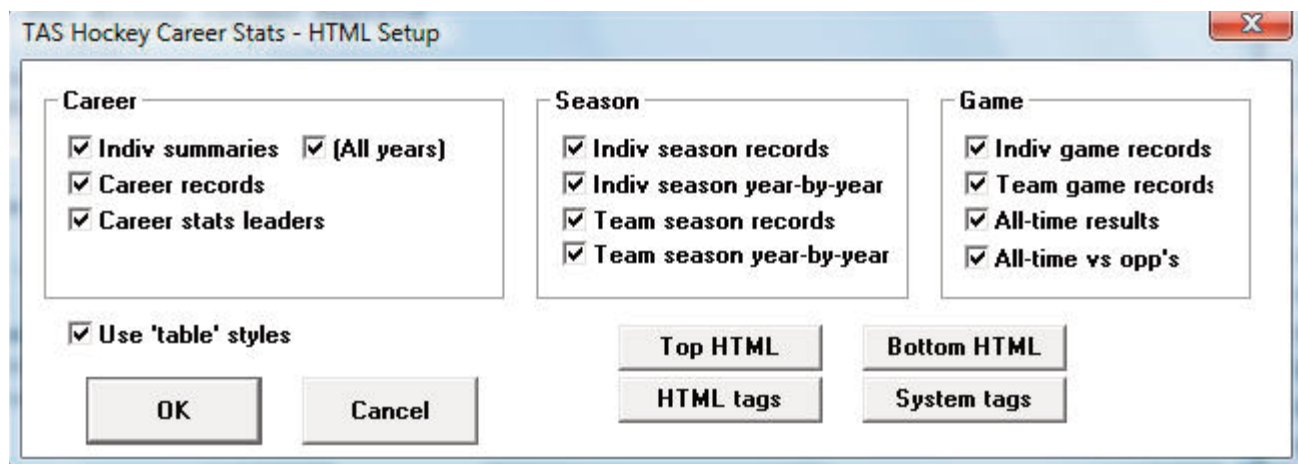 TAS Hockey Career Stats - HTML Setup
Career
Indiv summaries (All years)
Career records
Career stats leaders
Season
Indiv season records
Indiv season year-by-year
Team season records
Team season year-by-year
Game
Indiv game records
Team game records
All-time results
All-time vs opp's
Use 'table' styles
Top HTML Bottom HTML
HTML tags System tags
OK Cancel